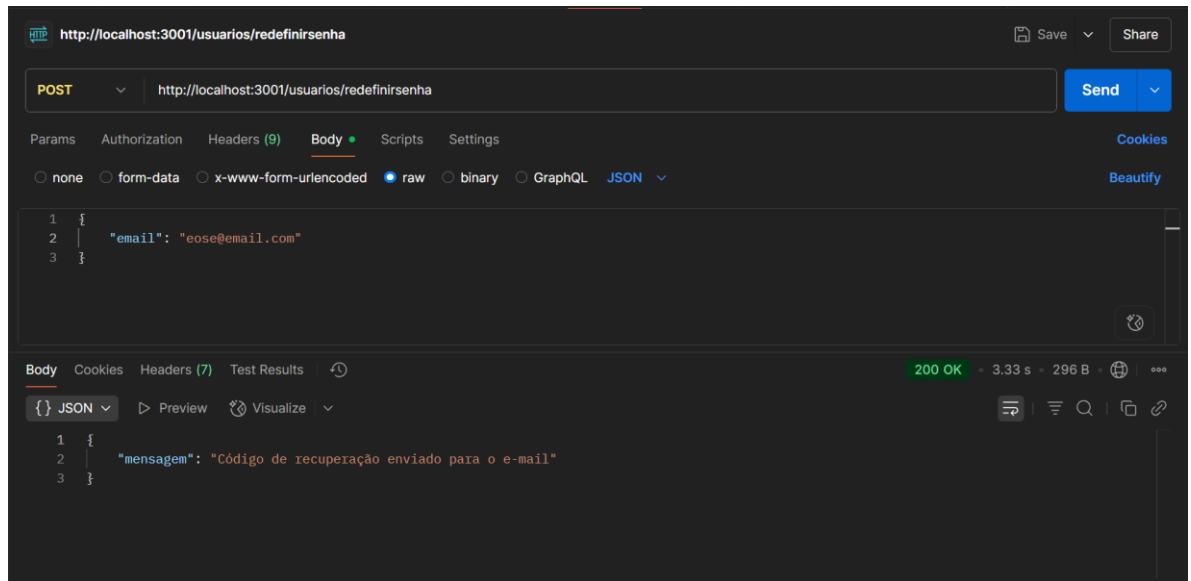 HTTP http://localhost:3001/usuarios/redefinirsenha Save Share
POST http://localhost:3001/usuarios/redefinirsenha Send
Params Authorization Headers (9) Body Scripts Settings Cookies
none form-data x-www-form-urlencoded raw binary GraphQL JSON Beautify
1 {
2 "email": "eose@email.com"
3 }
Body Cookies Headers (7) Test Results 200 OK • 3.33 s • 296 B •
{} JSON Preview Visualize
1 {
2 "mensagem": "Código de recuperação enviado para o e-mail"
3 }